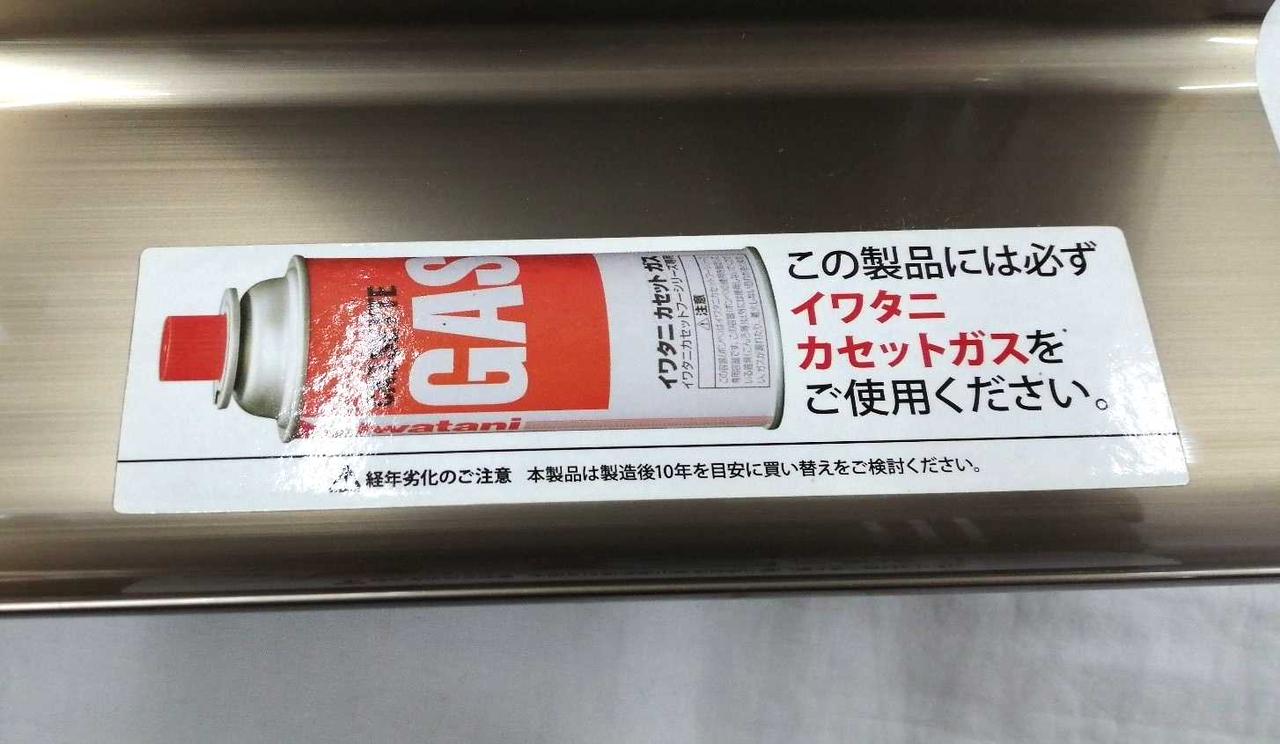 この製品には必ず
イワタニ
カセットガスを
ご使用ください。
GAS
Iwatani
イワタニ カセットガス
イワタニカセットフーシリーズ専用
⚠注意
⚠経年劣化のご注意 本製品は製造後10年を目安に買い替えをご検討ください。